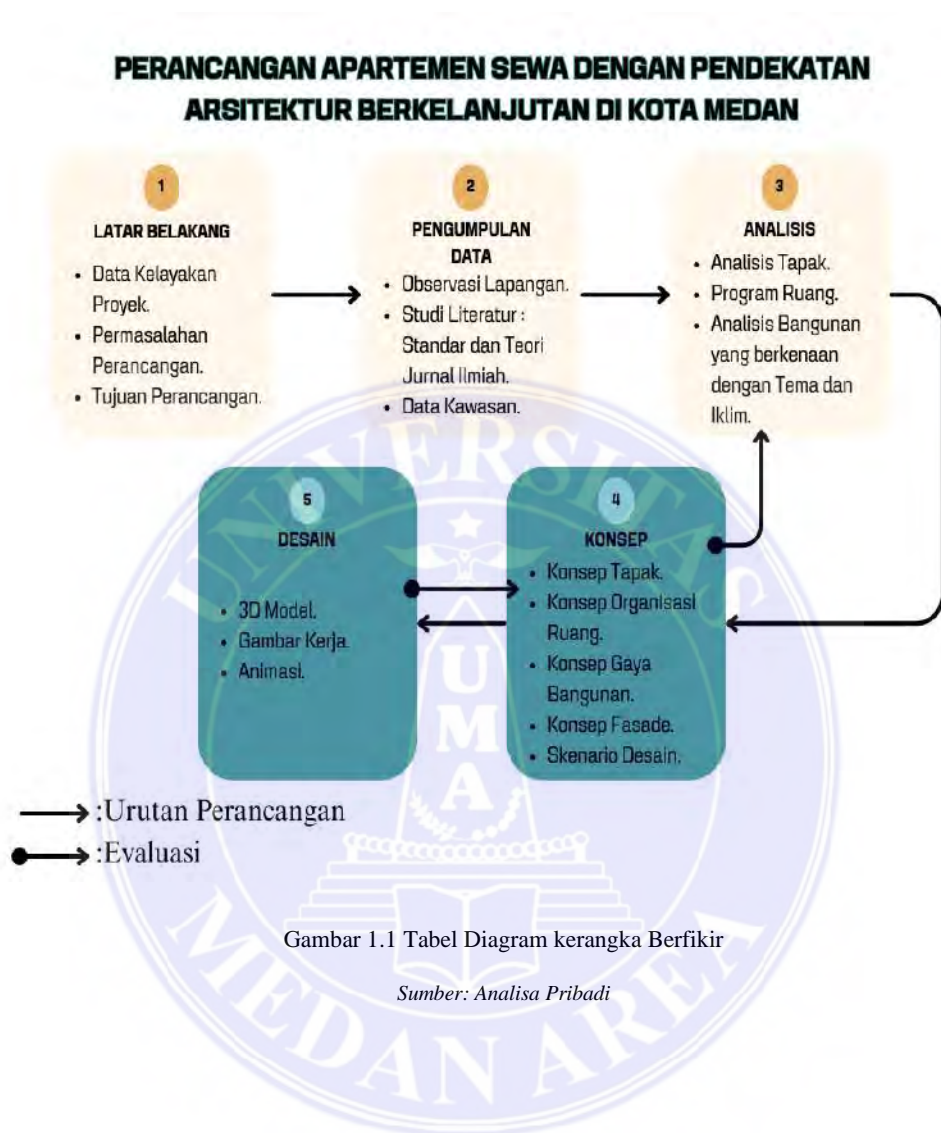 PERANCANGAN APARTEMEN SEWA DENGAN PENDEKATAN
ARSITEKTUR BERKELANJUTAN DI KOTA MEDAN
1
LATAR BELAKANG
• Data Kelayakan
Proyek.
• Permasalahan
Perancangan.
• Tujuan Perancangan.
2
PENGUMPULAN
DATA
• Observasi Lapangan.
• Studi Literatur :
Standar dan Teori
Jurnal Ilmiah.
• Data Kawasan.
3
ANALISIS
• Analisis Tapak.
• Program Ruang.
• Analisis Bangunan
yang berkenaan
dengan Tema dan
Iklim.
4
KONSEP
• Konsep Tapak.
• Konsep Organisasi
Ruang.
• Konsep Gaya
Bangunan.
• Konsep Fasade.
• Skenario Desain.
5
DESAIN
• 3D Model.
• Gambar Kerja.
• Animasi.
:Urutan Perancangan
:Evaluasi
Gambar 1.1 Tabel Diagram kerangka Berfikir
Sumber: Analisa Pribadi
UNIVERSITAS
UMA
MEDAN AREA